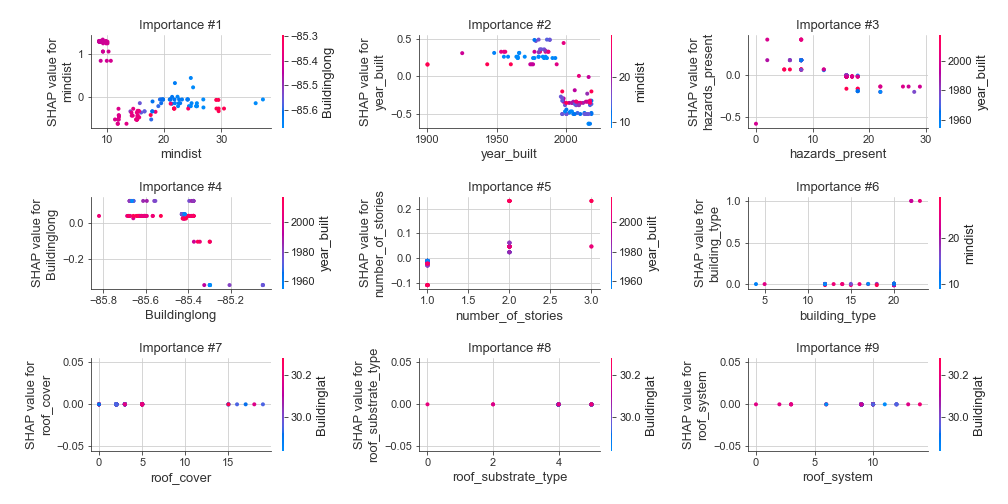 Importance #1
Importance #2
Importance #3
SHAP value for
mindist
1
0
10
20
30
mindist
−85.3
−85.4
−85.5
−85.6
Buildinglong
SHAP value for
year_built
0.5
0.0
−0.5
1900
1950
2000
year_built
20
10
mindist
SHAP value for
hazards_present
0.0
−0.5
0
10
20
30
hazards_present
2000
1980
1960
year_built
Importance #4
Importance #5
Importance #6
SHAP value for
Buildinglong
0.0
−0.2
−85.8
−85.6
−85.4
−85.2
Buildinglong
2000
1980
1960
year_built
SHAP value for
number_of_stories
0.2
0.1
0.0
−0.1
1.0
1.5
2.0
2.5
3.0
number_of_stories
2000
1980
1960
year_built
SHAP value for
building_type
1.0
0.5
0.0
5
10
15
20
building_type
20
10
mindist
Importance #7
Importance #8
Importance #9
SHAP value for
roof_cover
0.05
0.00
−0.05
0
5
10
15
roof_cover
30.2
30.0
Buildinglat
SHAP value for
roof_substrate_type
0.05
0.00
−0.05
0
2
4
roof_substrate_type
30.2
30.0
Buildinglat
SHAP value for
roof_system
0.05
0.00
−0.05
0
5
10
roof_system
30.2
30.0
Buildinglat